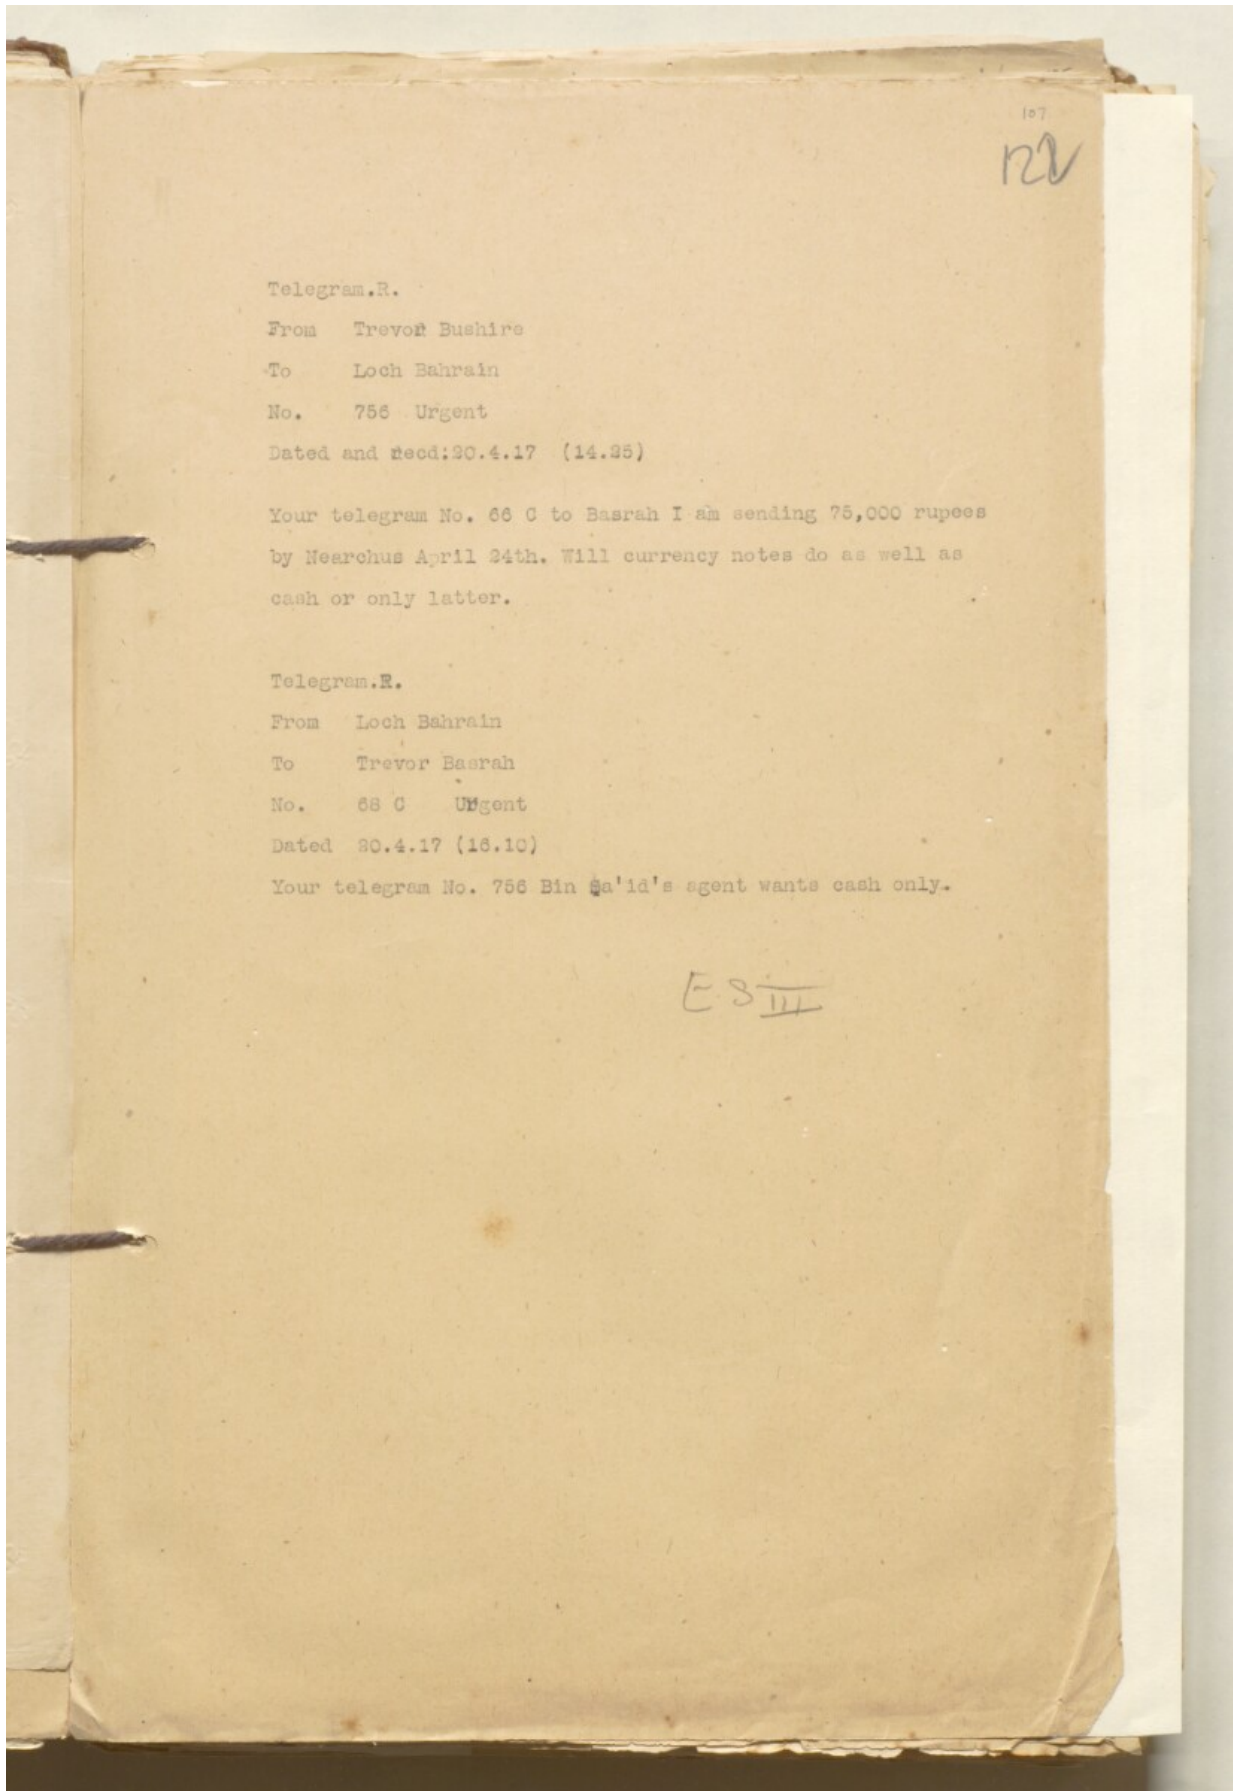 107
122
Telegram.R.
From Trevor Bushire
To Loch Bahrain
No. 756 Urgent
Dated and recd:20.4.17 (14.25)
Your telegram No. 66 C to Basrah I am sending 75,000 rupees
by Nearchus April 24th. Will currency notes do as well as
cash or only latter.
Telegram.R.
From Loch Bahrain
To Trevor Basrah
No. 68 C Urgent
Dated 20.4.17 (16.10)
Your telegram No. 756 Bin Sa'id's agent wants cash only.
E 8 III